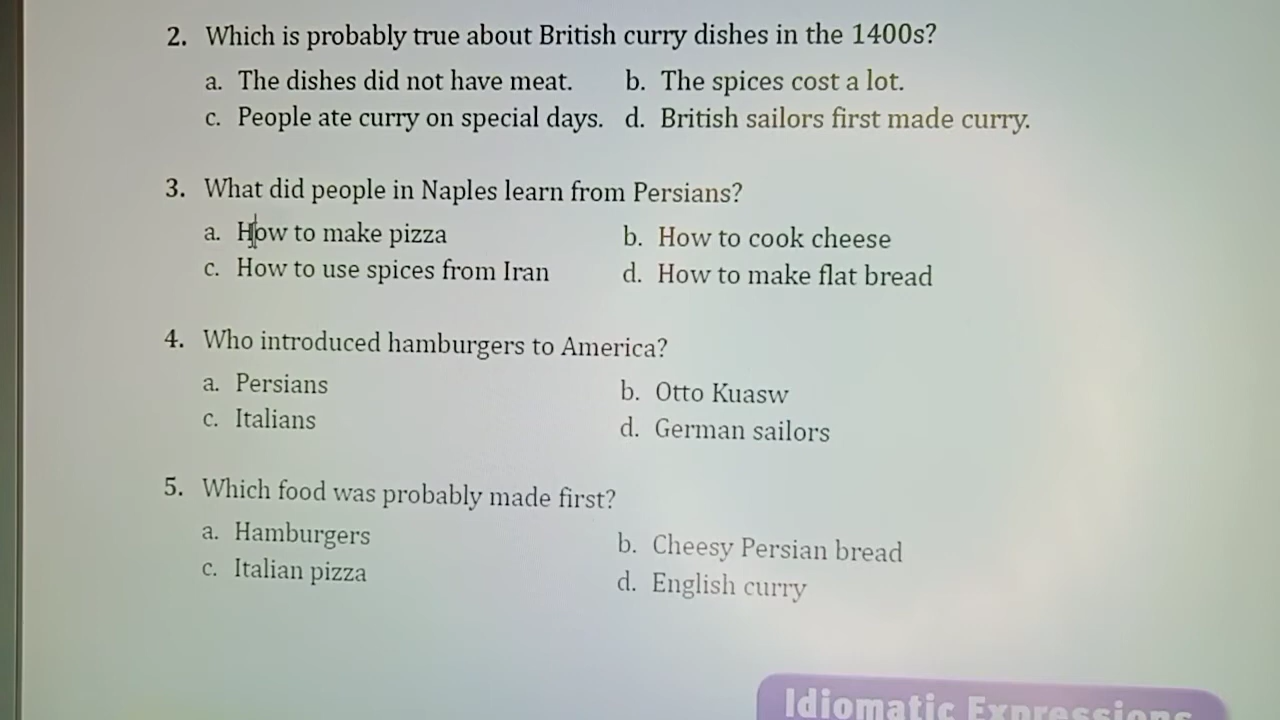 2. Which is probably true about British curry dishes in the 1400s?
a. The dishes did not have meat. b. The spices cost a lot.
c. People ate curry on special days. d. British sailors first made curry.
3. What did people in Naples learn from Persians?
a. How to make pizza b. How to cook cheese
c. How to use spices from Iran d. How to make flat bread
4. Who introduced hamburgers to America?
a. Persians b. Otto Kuasw
c. Italians d. German sailors
5. Which food was probably made first?
a. Hamburgers b. Cheesy Persian bread
c. Italian pizza d. English curry
Idiomatic Expressions